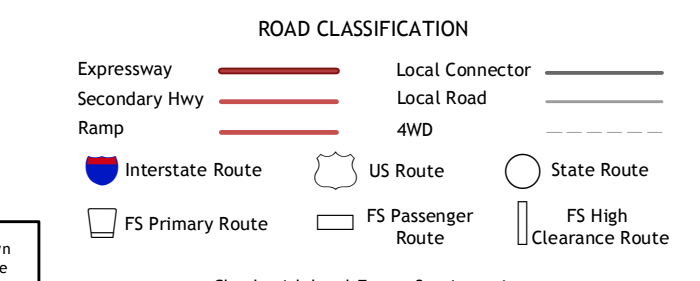 ROAD CLASSIFICATION
Expressway
Local Connector
Secondary Hwy
Local Road
Ramp
4WD
Interstate Route
US Route
State Route
FS Primary Route
FS Passenger
Route
FS High
Clearance Route